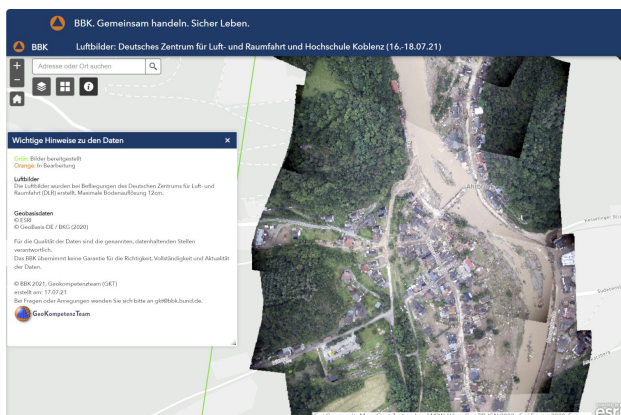 BBK. Gemeinsam handeln. Sicher Leben.
BBK Luftbilder: Deutsches Zentrum für Luft- und Raumfahrt und Hochschule Koblenz (16.-18.07.21)
+ Adresse oder Ort suchen
−
Wichtige Hinweise zu den Daten ×
Grün: Bilder bereitgestellt
Orange: In Bearbeitung
Luftbilder
Die Luftbilder wurden bei Befliegungen des Deutschen Zentrums für Luft- und
Raumfahrt (DLR) erstellt. Maximale Bodenauflösung 12cm.
Geobasisdaten
© ESRI
© GeoBasis-DE / BKG (2020)
Für die Qualität der Daten sind die genannten, datenhaltenden Stellen
verantwortlich.
Das BBK übernimmt keine Garantie für die Richtigkeit, Vollständigkeit und Aktualität
der Daten.
© BBK 2021, Geokompetenzteam (GKT)
erstellt am: 17.07.21
Bei Fragen oder Anregungen wenden Sie sich bitte an gkt@bbk.bund.de.
GeoKompetenzTeam
Kesselinger
esri